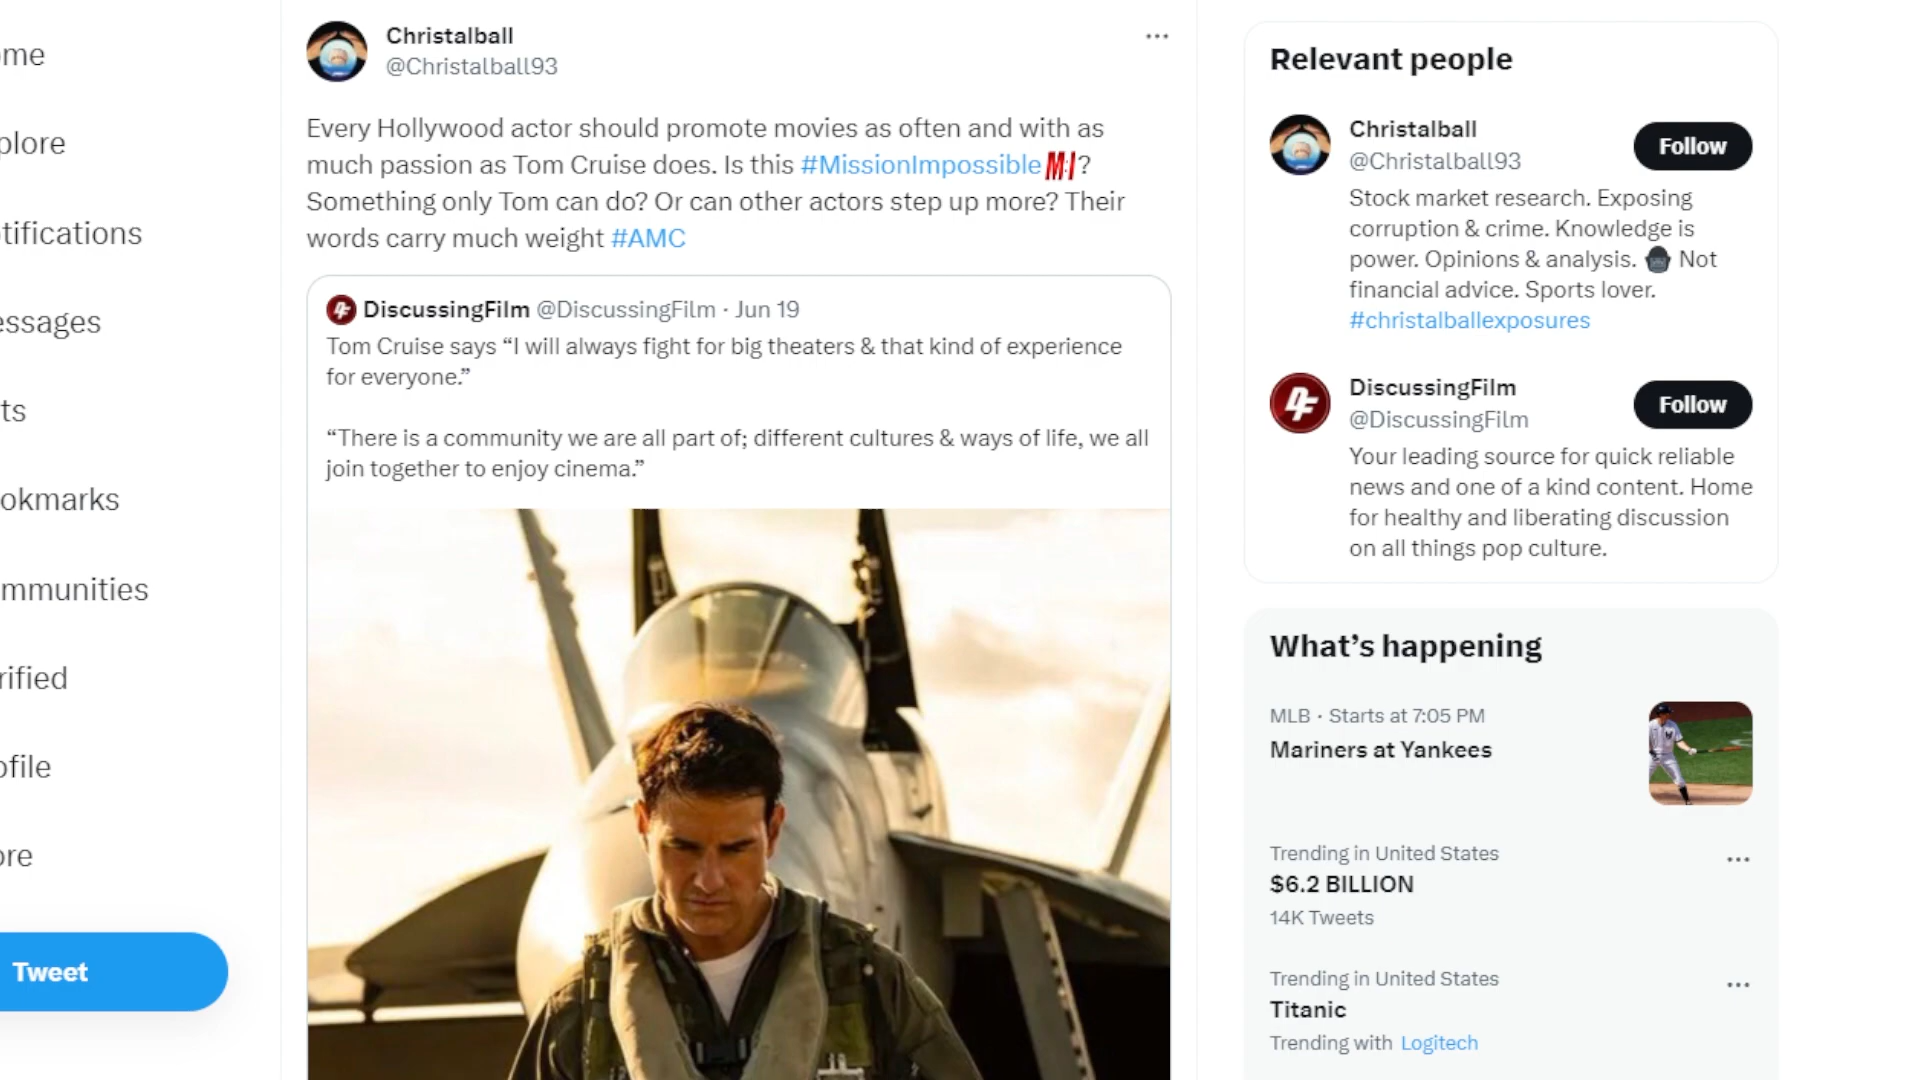 ome
plore
otifications
essages
ts
okmarks
mmunities
rified
ofile
ore
Tweet
Christalball
@Christalball93
Every Hollywood actor should promote movies as often and with as
much passion as Tom Cruise does. Is this #MissionImpossible M:I?
Something only Tom can do? Or can other actors step up more? Their
words carry much weight #AMC
DiscussingFilm @DiscussingFilm · Jun 19
Tom Cruise says “I will always fight for big theaters & that kind of experience
for everyone.”
“There is a community we are all part of; different cultures & ways of life, we all
join together to enjoy cinema.”
Relevant people
Christalball
@Christalball93
Follow
Stock market research. Exposing
corruption & crime. Knowledge is
power. Opinions & analysis. 🦍 Not
financial advice. Sports lover.
#christalballexposures
DF
DiscussingFilm
@DiscussingFilm
Follow
Your leading source for quick reliable
news and one of a kind content. Home
for healthy and liberating discussion
on all things pop culture.
What’s happening
MLB · Starts at 7:05 PM
Mariners at Yankees
Trending in United States
$6.2 BILLION
14K Tweets
Trending in United States
Titanic
Trending with Logitech